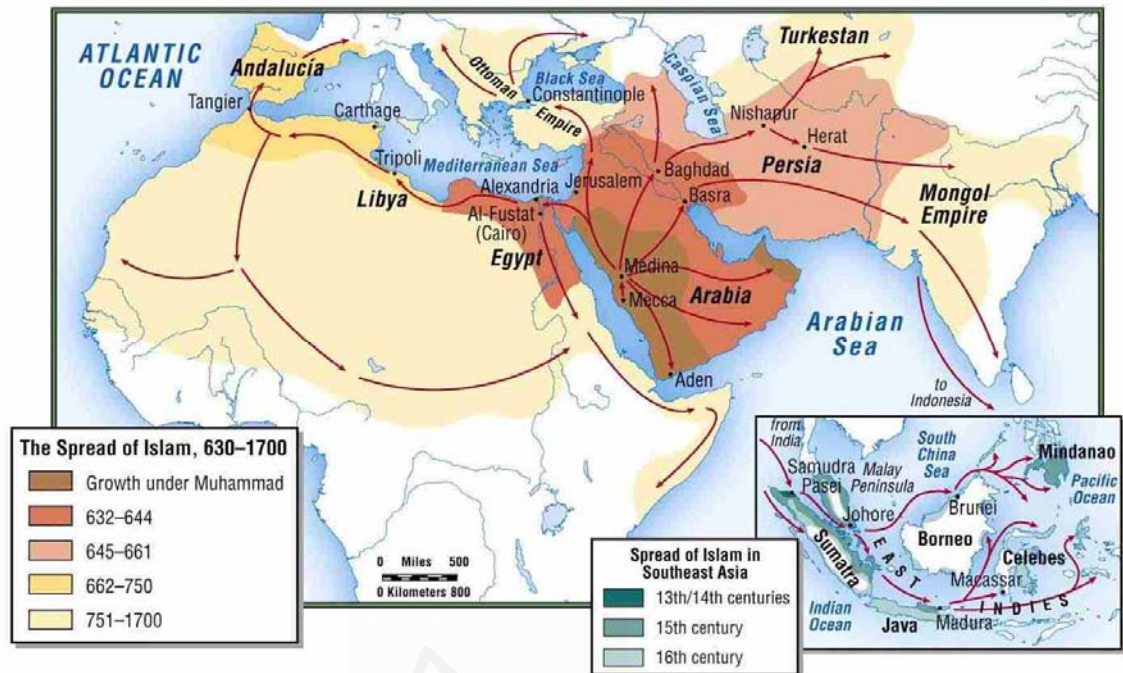 ATLANTIC
OCEAN
Andalucía
Tangier
Carthage
Tripoli
Libya
Mediterranean Sea
Ottoman
Empire
Black Sea
Constantinople
Caspian Sea
Turkestan
Nishapur
Herat
Persia
Mongol
Empire
Alexandria
Jerusalem
Al-Fustat
(Cairo)
Egypt
Baghdad
Basra
Medina
Mecca
Arabia
Aden
Arabian
Sea
to
Indonesia
The Spread of Islam, 630–1700
Growth under Muhammad
632–644
645–661
662–750
751–1700
0 Miles 500
0 Kilometers 800
Spread of Islam in
Southeast Asia
13th/14th centuries
15th century
16th century
from
India
Samudra
Pasei
Malay
Peninsula
South
China
Sea
Mindanao
Pacific
Ocean
Johore
Brunei
Borneo
Sumatra
EAST
INDIES
Celebes
Macassar
Indian
Ocean
Java
Madura